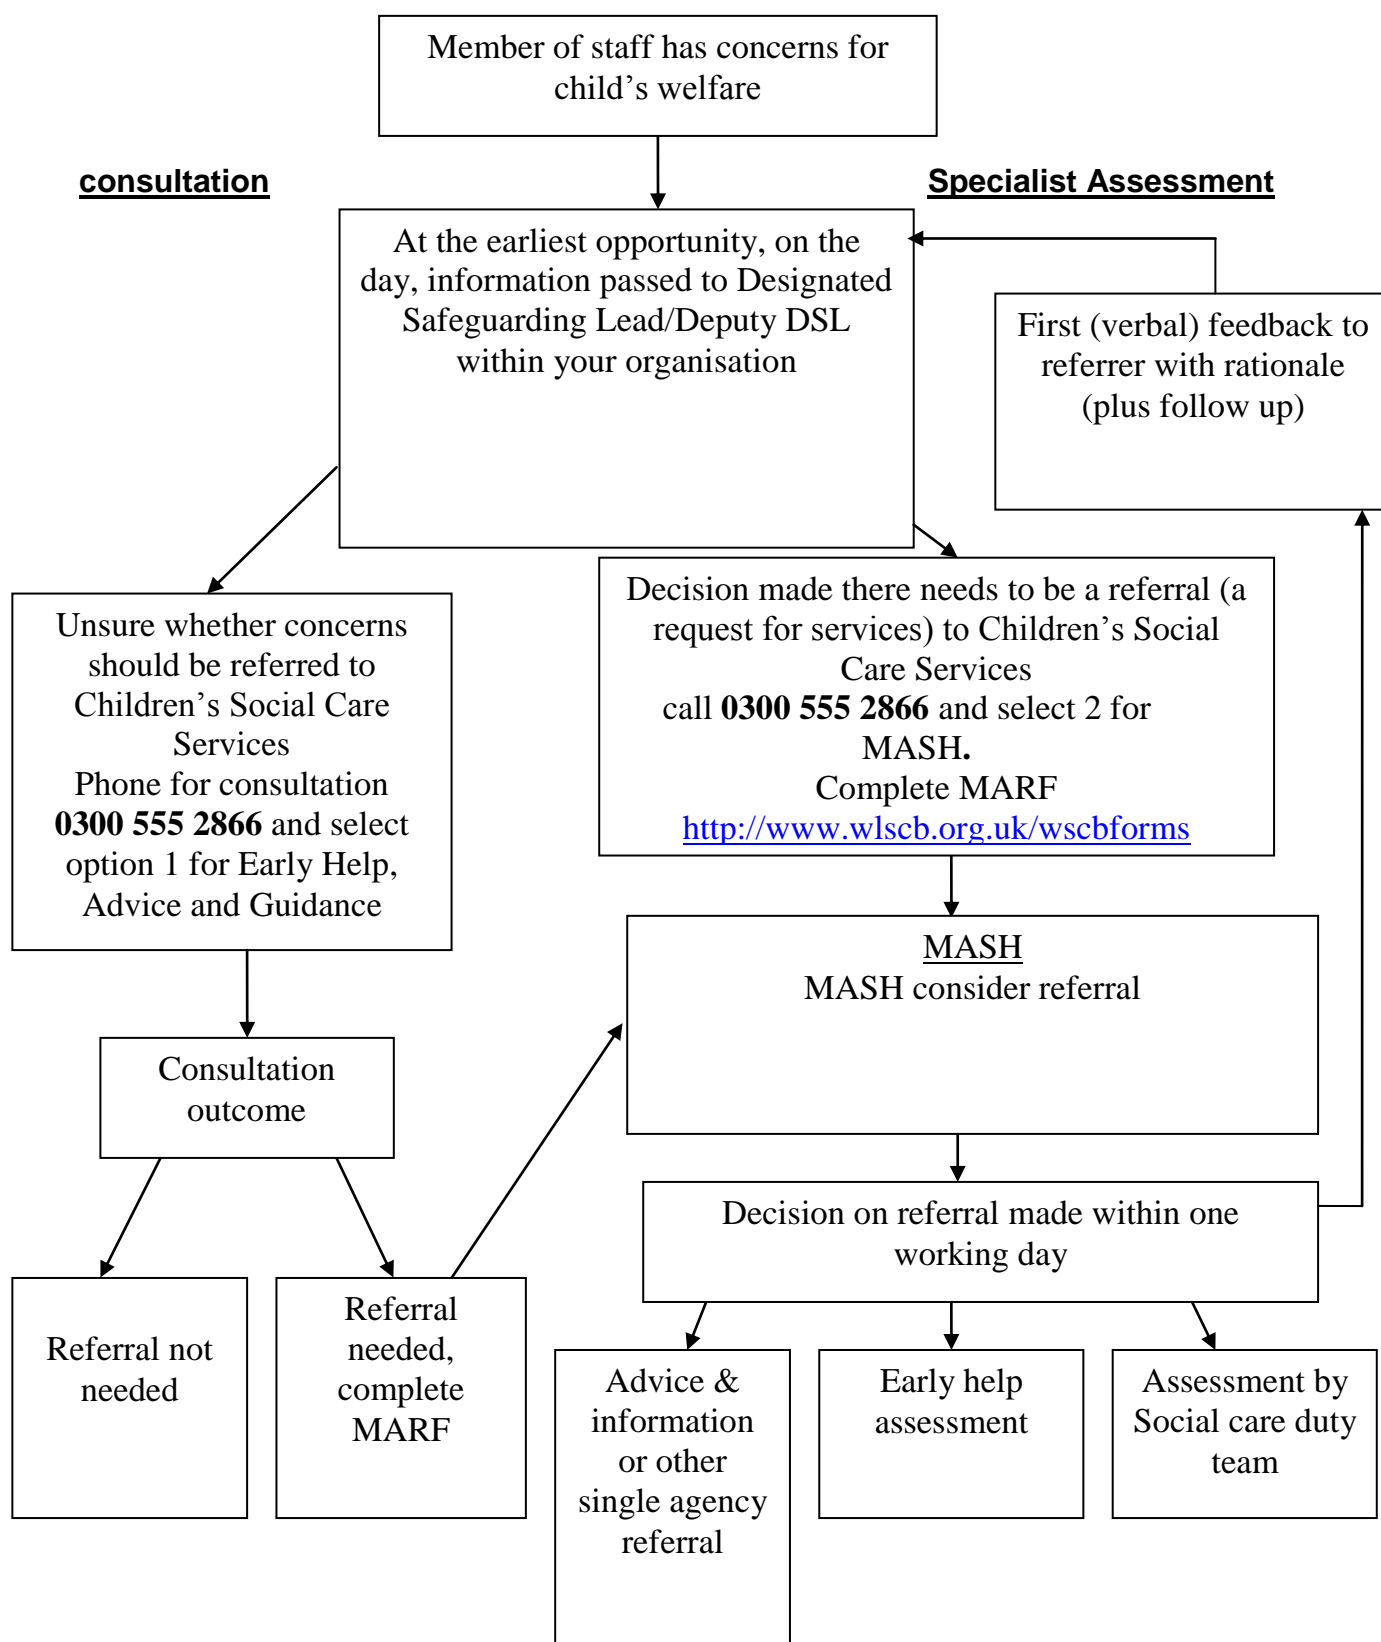 Member of staff has concerns for
child’s welfare
consultation
Specialist Assessment
At the earliest opportunity, on the
day, information passed to Designated
Safeguarding Lead/Deputy DSL
within your organisation
First (verbal) feedback to
referrer with rationale
(plus follow up)
Unsure whether concerns
should be referred to
Children’s Social Care
Services
Phone for consultation
0300 555 2866 and select
option 1 for Early Help,
Advice and Guidance
Decision made there needs to be a referral (a
request for services) to Children’s Social
Care Services
call 0300 555 2866 and select 2 for
MASH.
Complete MARF
http://www.wlscb.org.uk/wscbforms
MASH
MASH consider referral
Consultation
outcome
Decision on referral made within one
working day
Referral not
needed
Referral
needed,
complete
MARF
Advice &
information
or other
single agency
referral
Early help
assessment
Assessment by
Social care duty
team